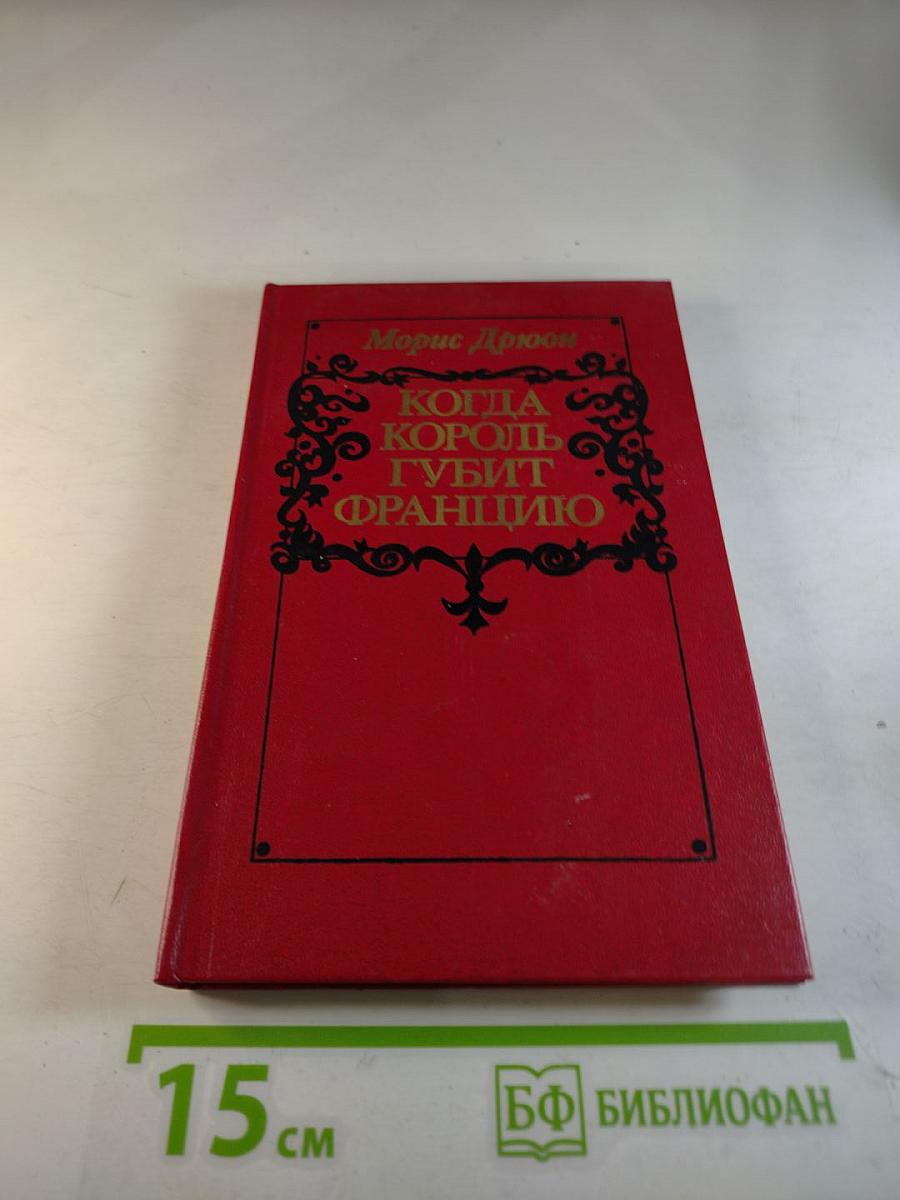 Морис Дрюон
КОГДА
КОРОЛЬ
ГУБИТ
ФРАНЦИЮ
15 см
БФ БИБЛИОФАН